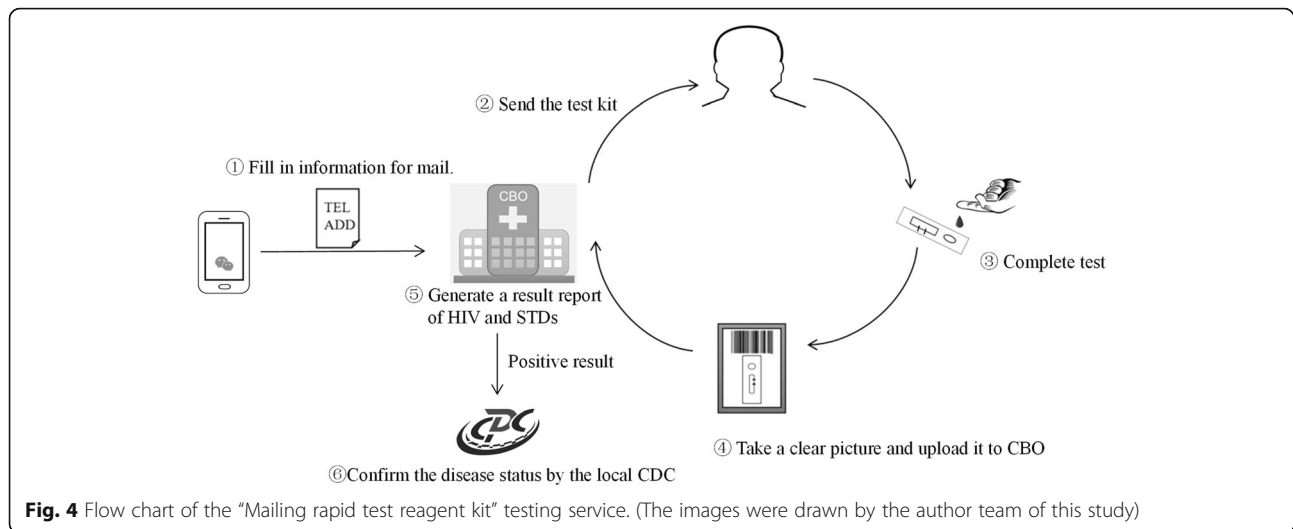 ② Send the test kit
① Fill in information for mail.
TEL
ADD
CBO
③ Complete test
⑤ Generate a result report
of HIV and STDs
Positive result
CDC
④ Take a clear picture and upload it to CBO
⑥Confirm the disease status by the local CDC
Fig. 4 Flow chart of the “Mailing rapid test reagent kit” testing service. (The images were drawn by the author team of this study)